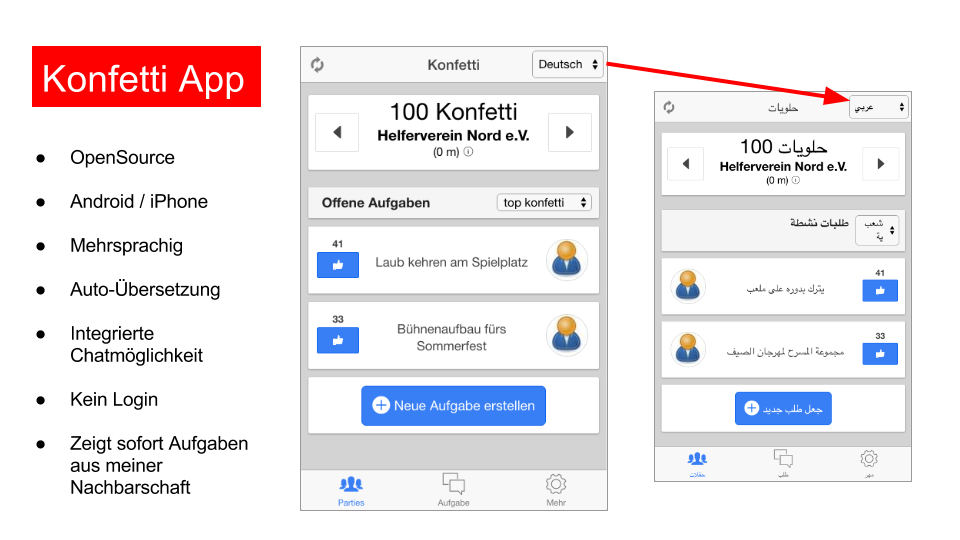 Konfetti App
● OpenSource
● Android / iPhone
● Mehrsprachig
● Auto-Übersetzung
● Integrierte
Chatmöglichkeit
● Kein Login
● Zeigt sofort Aufgaben
aus meiner
Nachbarschaft
Konfetti
Deutsch
100 Konfetti
Helferverein Nord e.V.
(0 m)
Offene Aufgaben
top konfetti
41
Laub kehren am Spielplatz
33
Bühnenaufbau fürs
Sommerfest
Neue Aufgabe erstellen
Parties
Aufgabe
Mehr
حلويات
عربي
100 حلويات
Helferverein Nord e.V.
(0 m)
طلبات نشطة
شعب
ية
41
يترك بدوره على ملعب
33
مجموعة المسرح لمهرجان الصيف
جعل طلب جديد
حفلات
طلب
مهر